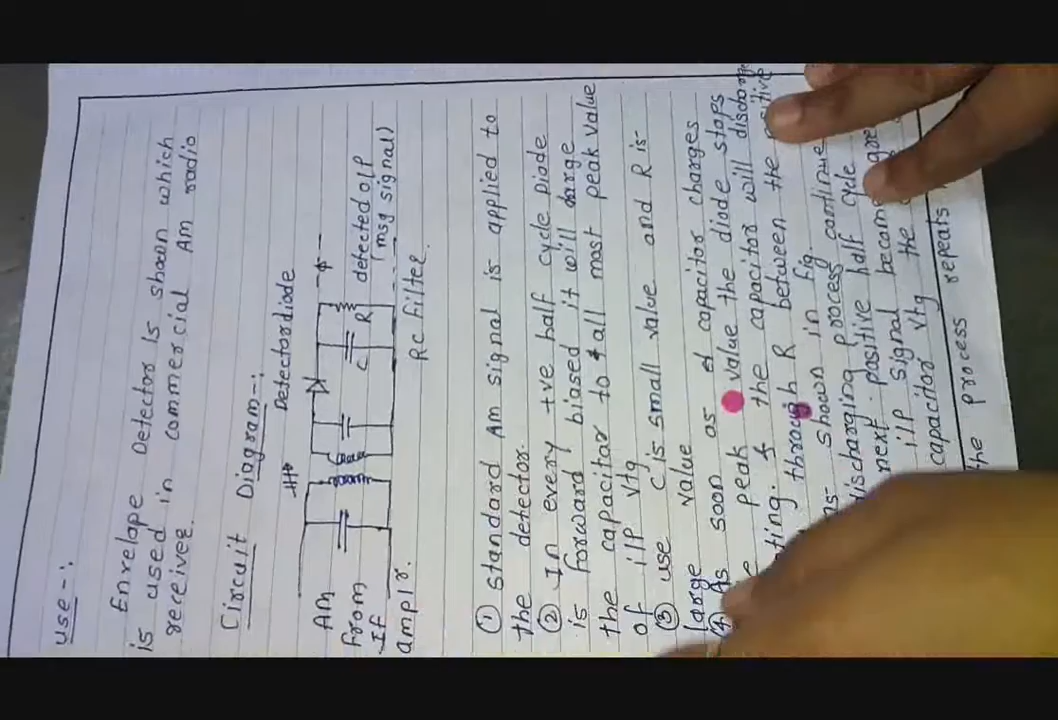 use-:
Envelope Detector Is shown which
is used in commercial Am radio
receiver.
Circuit Diagram-:
Detectordiode
Am
From
If
amplr.
C
R
detected o/p
(msg signal)
Rc Filter
① standard Am signal is applied to
the detector.
② In every +ve half cycle Diode
is forward biased it will charge
the capacitor to all most peak value
of i/p vtg
③ use C is small value and R is
large value
④ As soon as capacitor charges
peak value the diode stops
ting. & the capacitor will discharge
through R between the positive
shown in fig.
discharging process continue
next positive half cycle
i/p signal become
capacitor vtg the
the process repeats